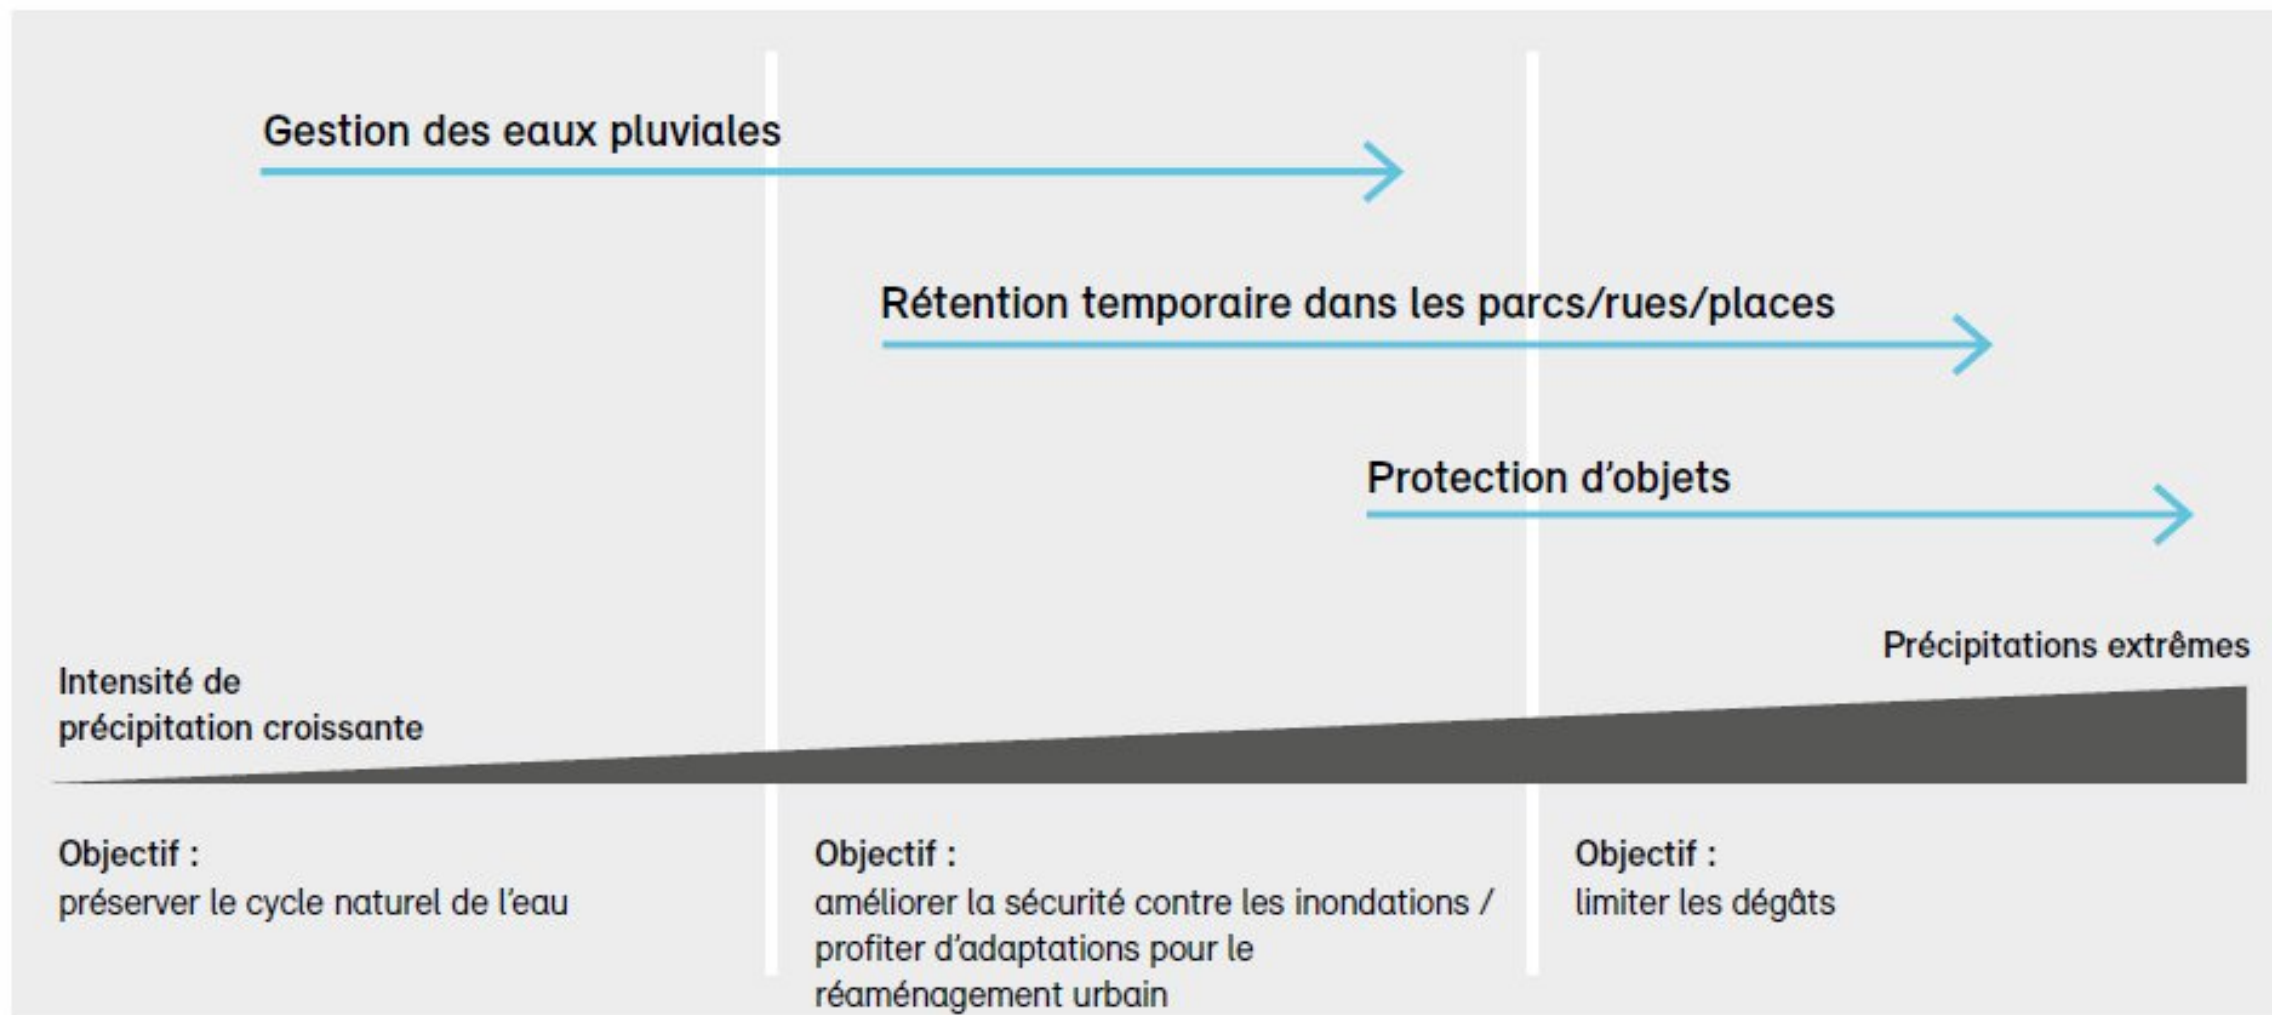 Gestion des eaux pluviales
Rétention temporaire dans les parcs/rues/places
Protection d'objets
Précipitations extrêmes
Intensité de
précipitation croissante
Objectif :
préserver le cycle naturel de l'eau
Objectif :
améliorer la sécurité contre les inondations /
profiter d'adaptations pour le
réaménagement urbain
Objectif :
limiter les dégâts